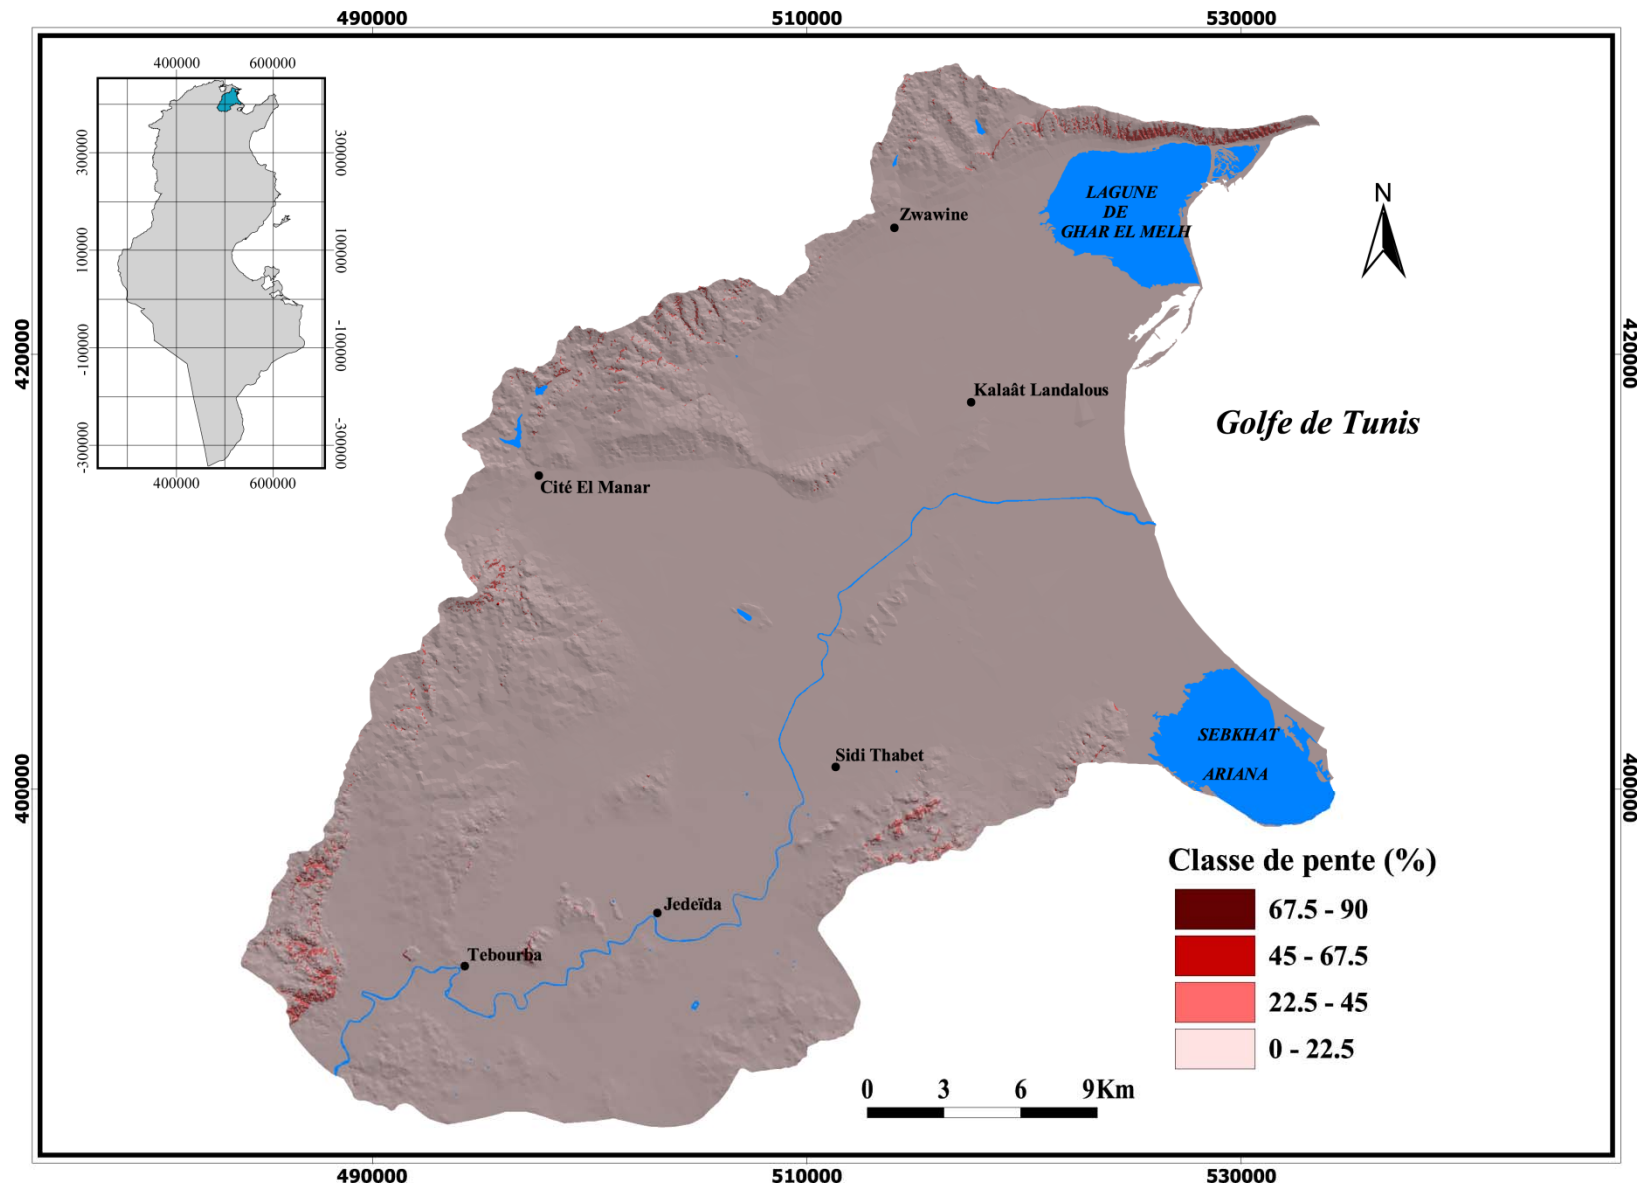 490000
510000
530000
400000
600000
300000
100000
-100000
-300000
300000
100000
-100000
-300000
400000
600000
420000
400000
420000
400000
N
LAGUNE
DE
GHAR EL MELH
Zwawine
Kalaât Landalous
Golfe de Tunis
Cité El Manar
Sidi Thabet
SEBKHAT
ARIANA
Jedeïda
Tebourba
Classe de pente (%)
67.5 - 90
45 - 67.5
22.5 - 45
0 - 22.5
0 3 6 9Km
490000
510000
530000